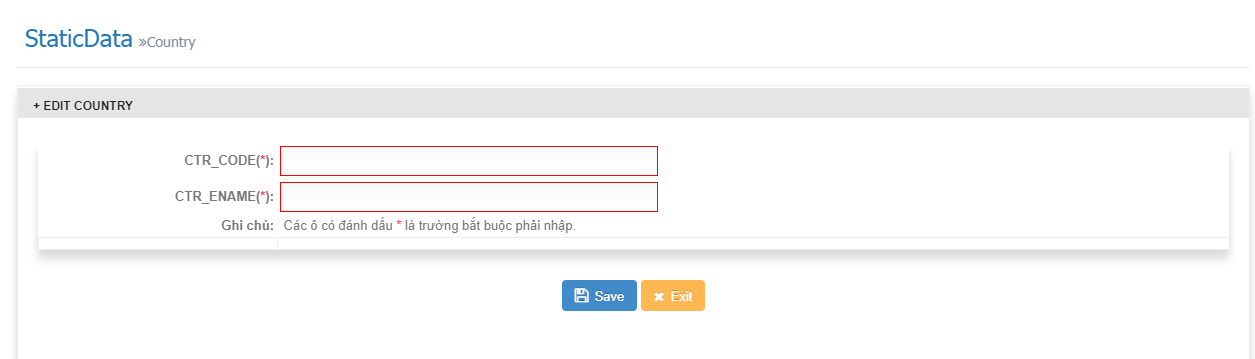 StaticData »Country
+ EDIT COUNTRY
CTR_CODE(*):
CTR_ENAME(*):
Ghi chú: Các ô có đánh dấu * là trường bắt buộc phải nhập.
Save Exit